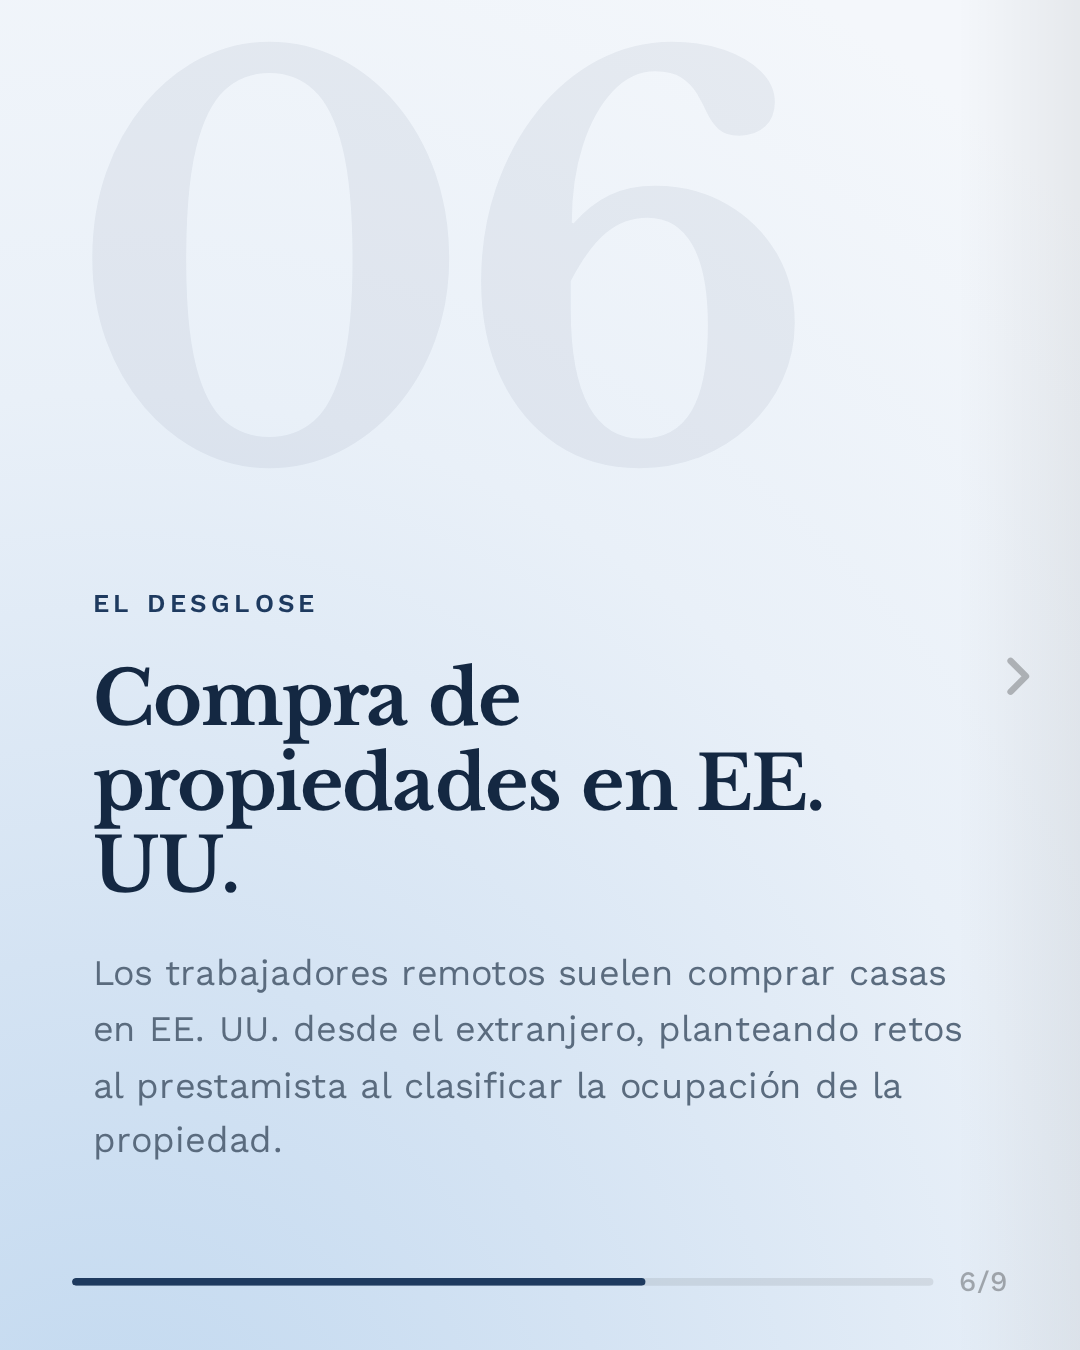 06
EL DESGLOSE
Compra de
propiedades en EE.
UU.
Los trabajadores remotos suelen comprar casas
en EE. UU. desde el extranjero, planteando retos
al prestamista al clasificar la ocupación de la
propiedad.
6/9